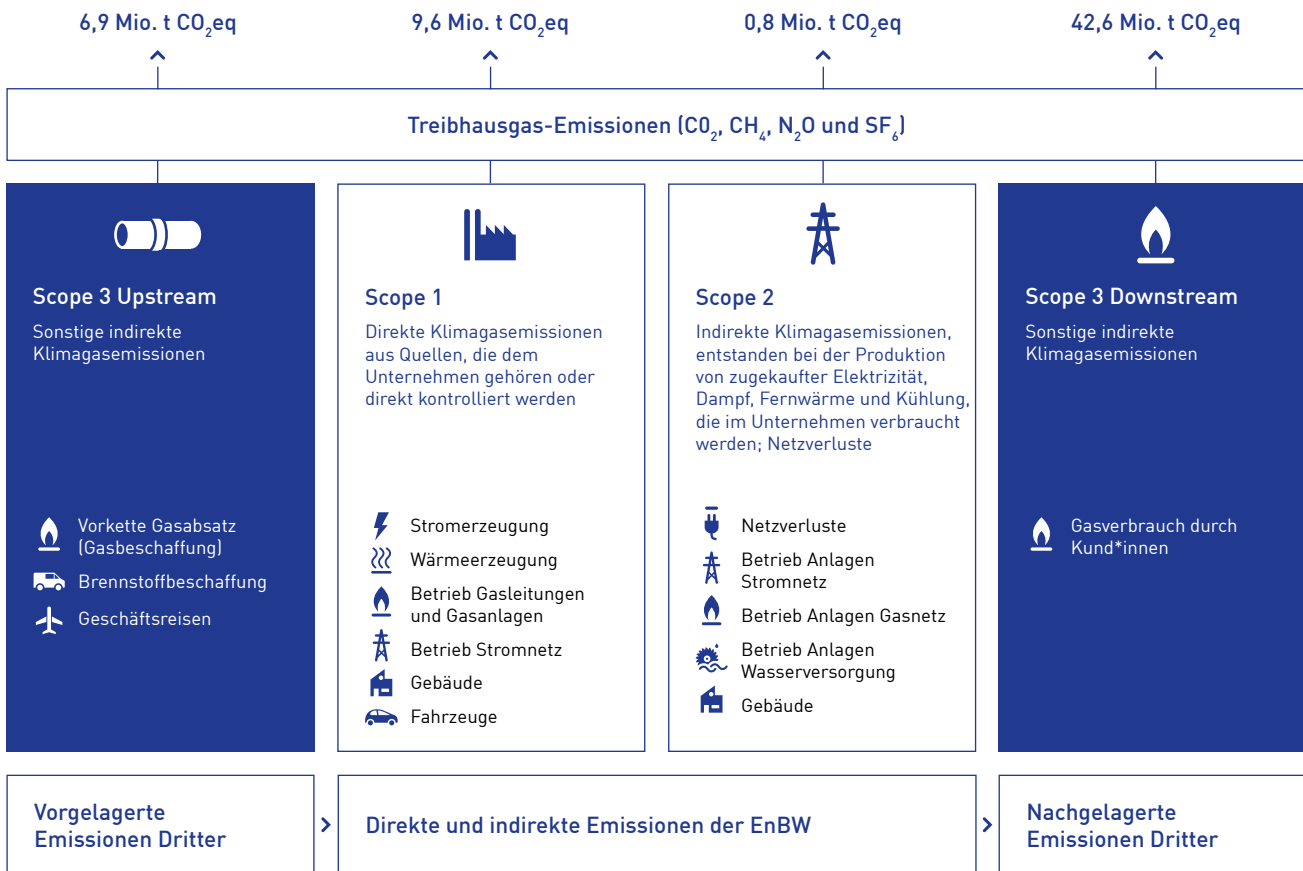 6,9 Mio. t CO₂eq
9,6 Mio. t CO₂eq
0,8 Mio. t CO₂eq
42,6 Mio. t CO₂eq
Treibhausgas-Emissionen (C0₂, CH₄, N₂O und SF₆)
Scope 3 Upstream
Sonstige indirekte
Klimagasemissionen
Vorkette Gasabsatz
(Gasbeschaffung)
Brennstoffbeschaffung
Geschäftsreisen
Scope 1
Direkte Klimagasemissionen
aus Quellen, die dem
Unternehmen gehören oder
direkt kontrolliert werden
Stromerzeugung
Wärmeerzeugung
Betrieb Gasleitungen
und Gasanlagen
Betrieb Stromnetz
Gebäude
Fahrzeuge
Scope 2
Indirekte Klimagasemissionen,
entstanden bei der Produktion
von zugekaufter Elektrizität,
Dampf, Fernwärme und Kühlung,
die im Unternehmen verbraucht
werden; Netzverluste
Netzverluste
Betrieb Anlagen
Stromnetz
Betrieb Anlagen Gasnetz
Betrieb Anlagen
Wasserversorgung
Gebäude
Scope 3 Downstream
Sonstige indirekte
Klimagasemissionen
Gasverbrauch durch
Kund*innen
Vorgelagerte
Emissionen Dritter
Direkte und indirekte Emissionen der EnBW
Nachgelagerte
Emissionen Dritter